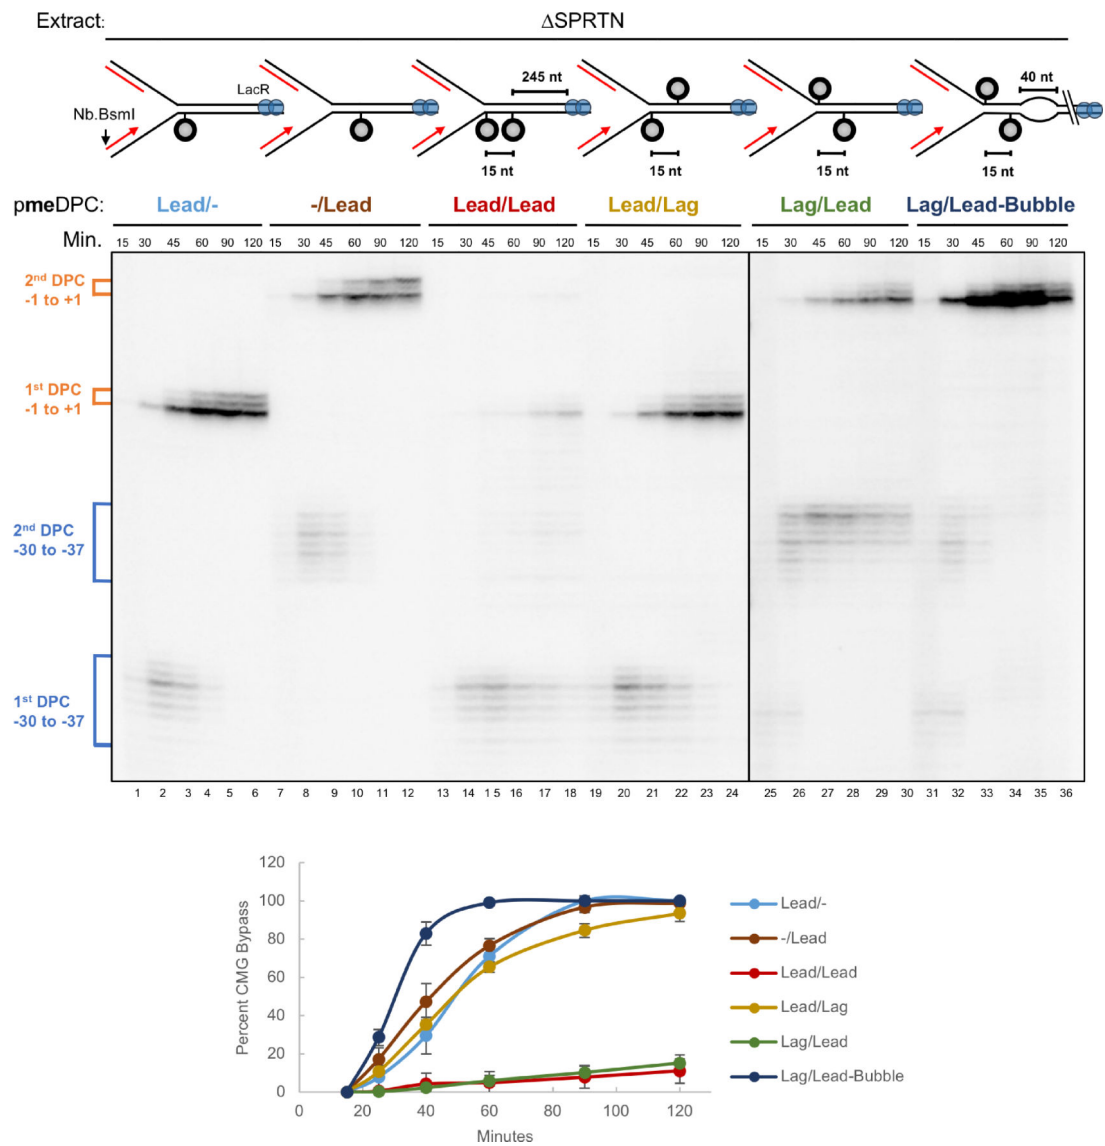 Extract: ΔSPRTN
245 nt 40 nt
LacR
Nb.BsmI
15 nt 15 nt 15 nt 15 nt
pmeDPC: Lead/- -/Lead Lead/Lead Lead/Lag Lag/Lead Lag/Lead-Bubble
Min. 15 30 45 60 90 120 15 30 45 60 90 120 15 30 45 60 90 120 15 30 45 60 90 120 15 30 45 60 90 120 15 30 45 60 90 120
2nd DPC
-1 to +1
1st DPC
-1 to +1
2nd DPC
-30 to -37
1st DPC
-30 to -37
1 2 3 4 5 6 7 8 9 10 11 12 13 14 1 5 16 17 18 19 20 21 22 23 24 25 26 27 28 29 30 31 32 33 34 35 36
Percent CMG Bypass
120
100
80
60
40
20
0
0 20 40 60 80 100 120
Minutes
Lead/-
-/Lead
Lead/Lead
Lead/Lag
Lag/Lead
Lag/Lead-Bubble